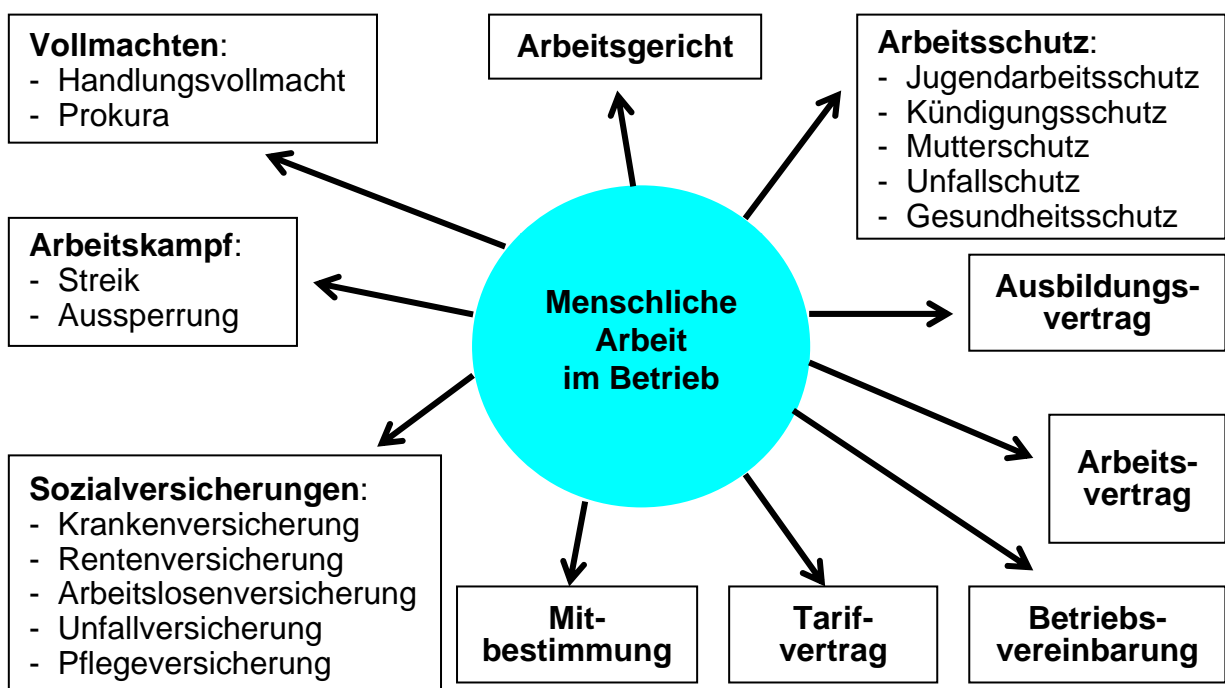 Vollmachten:
- Handlungsvollmacht
- Prokura
Arbeitsgericht
Arbeitsschutz:
- Jugendarbeitsschutz
- Kündigungsschutz
- Mutterschutz
- Unfallschutz
- Gesundheitsschutz
Arbeitskampf:
- Streik
- Aussperrung
Menschliche
Arbeit
im Betrieb
Ausbildungs-
vertrag
Arbeits-
vertrag
Sozialversicherungen:
- Krankenversicherung
- Rentenversicherung
- Arbeitslosenversicherung
- Unfallversicherung
- Pflegeversicherung
Mit-
bestimmung
Tarif-
vertrag
Betriebs-
vereinbarung